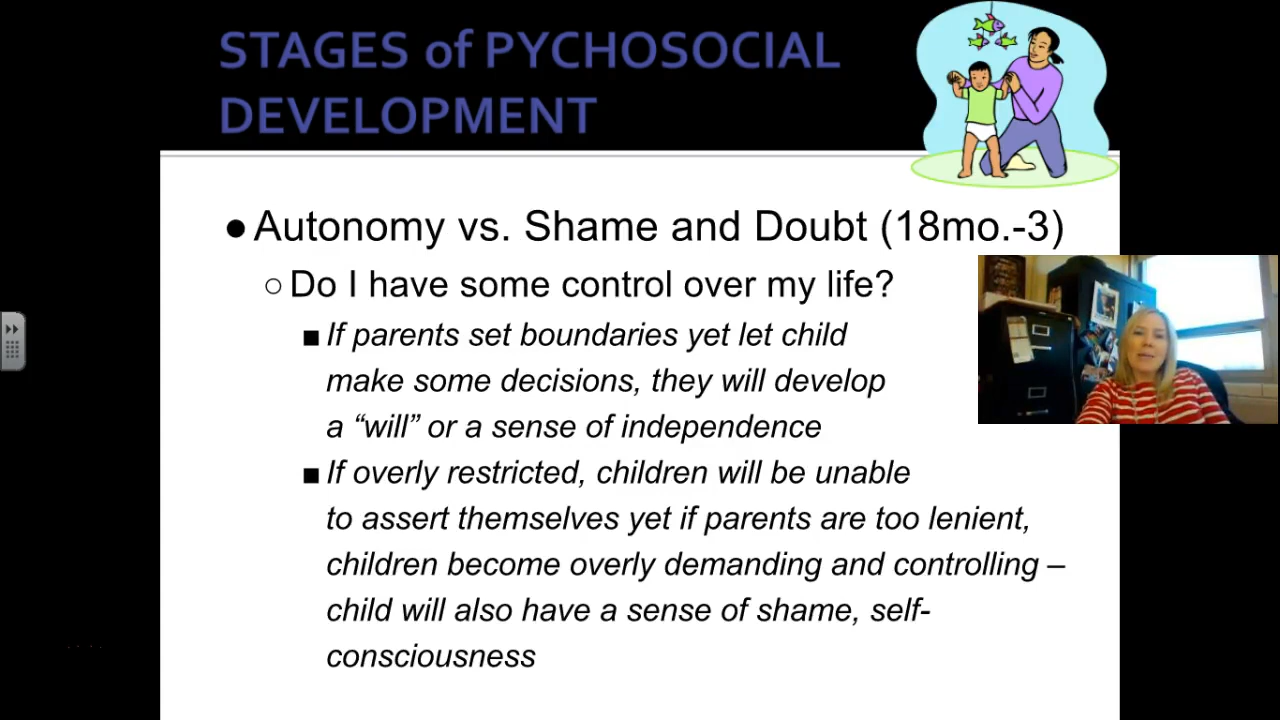 STAGES of PYCHOSOCIAL
DEVELOPMENT
● Autonomy vs. Shame and Doubt (18mo.-3)
○ Do I have some control over my life?
■ If parents set boundaries yet let child
make some decisions, they will develop
a “will” or a sense of independence
■ If overly restricted, children will be unable
to assert themselves yet if parents are too lenient,
children become overly demanding and controlling –
child will also have a sense of shame, self-
consciousness